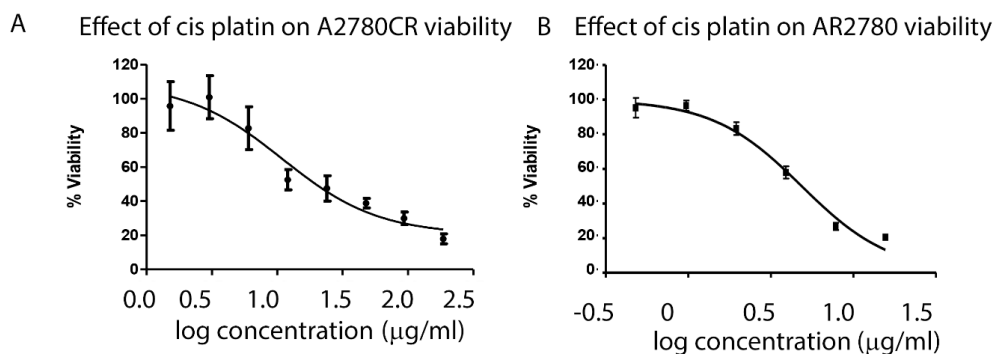 A Effect of cis platin on A2780CR viability
120
100
80
60
40
20
0
% Viability
0.0 0.5 1.0 1.5 2.0 2.5
log concentration (μg/ml)
B Effect of cis platin on AR2780 viability
120
100
80
60
40
20
0
% Viability
-0.5 0 0.5 1.0 1.5
log concentration (μg/ml)